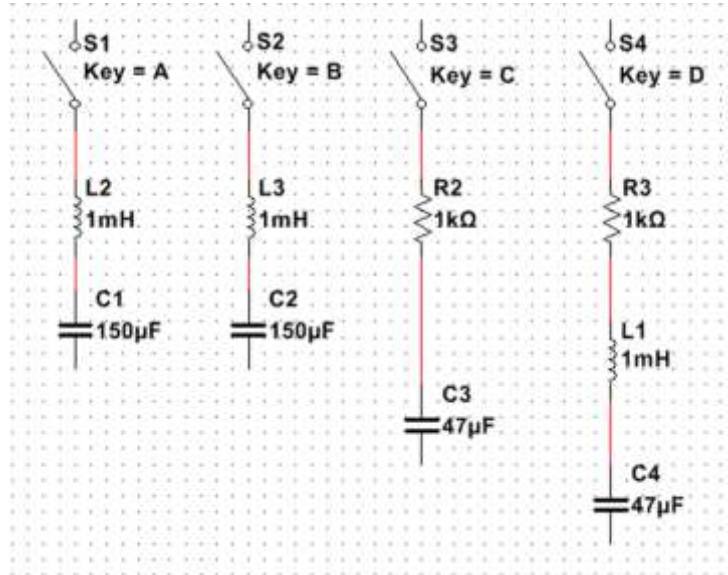 S1
Key = A
S2
Key = B
S3
Key = C
S4
Key = D
L2
1mH
L3
1mH
R2
1kΩ
R3
1kΩ
C1
150µF
C2
150µF
L1
1mH
C3
47µF
C4
47µF